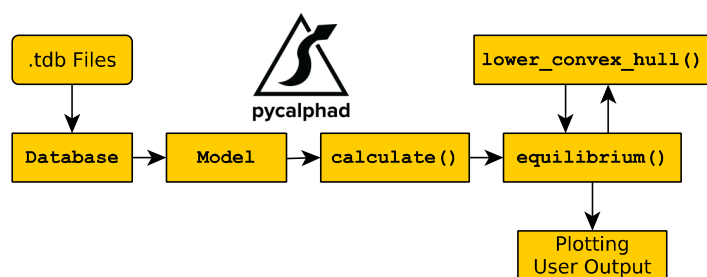 .tdb Files
pycalphad
lower_convex_hull()
Database
Model
calculate()
equilibrium()
Plotting
User Output